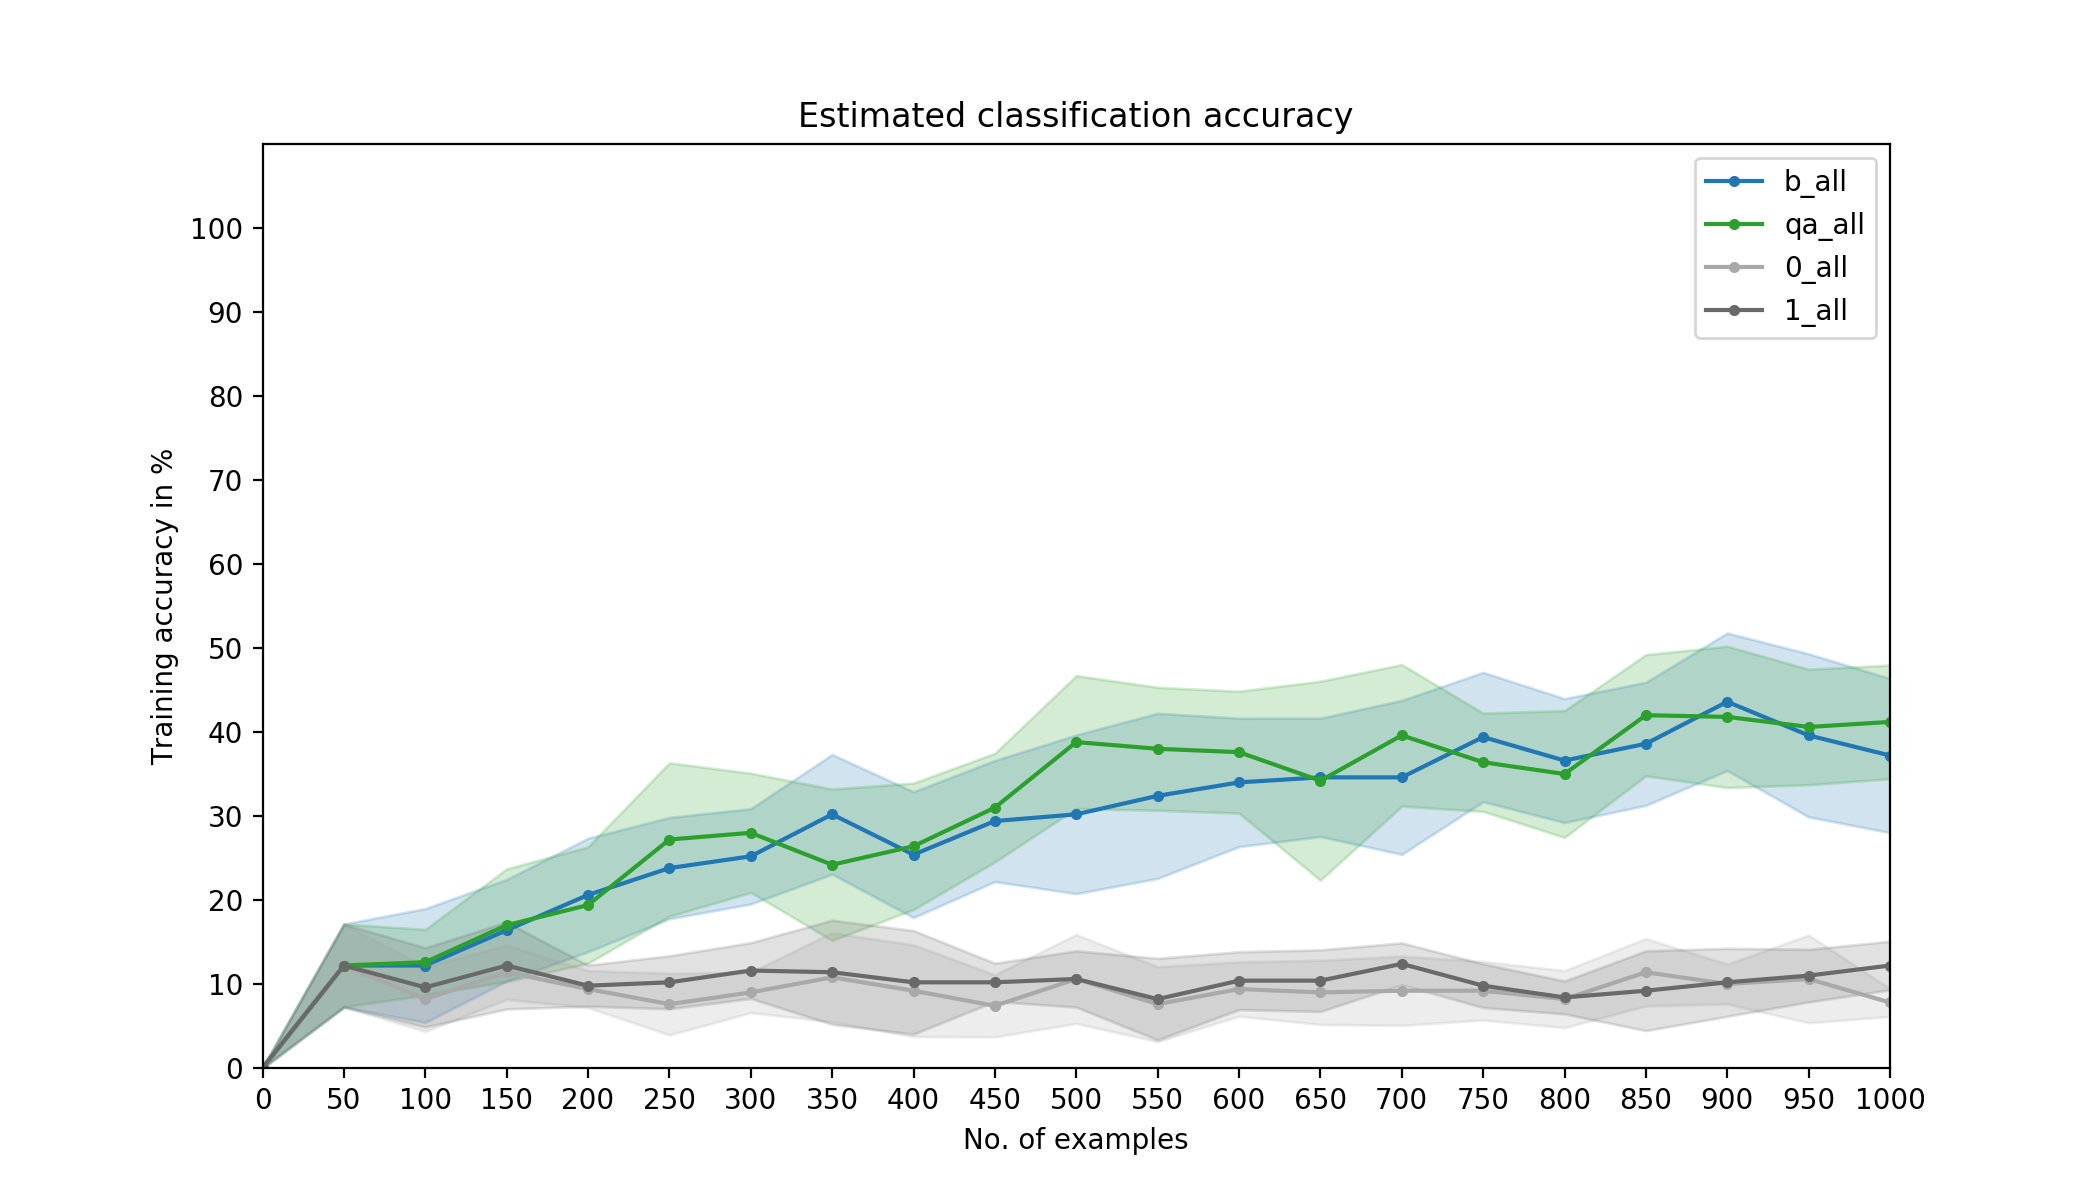 Estimated classification accuracy
b_all
qa_all
0_all
1_all
100
90
80
70
60
50
40
30
20
10
0
Training accuracy in %
0 50 100 150 200 250 300 350 400 450 500 550 600 650 700 750 800 850 900 950 1000
No. of examples